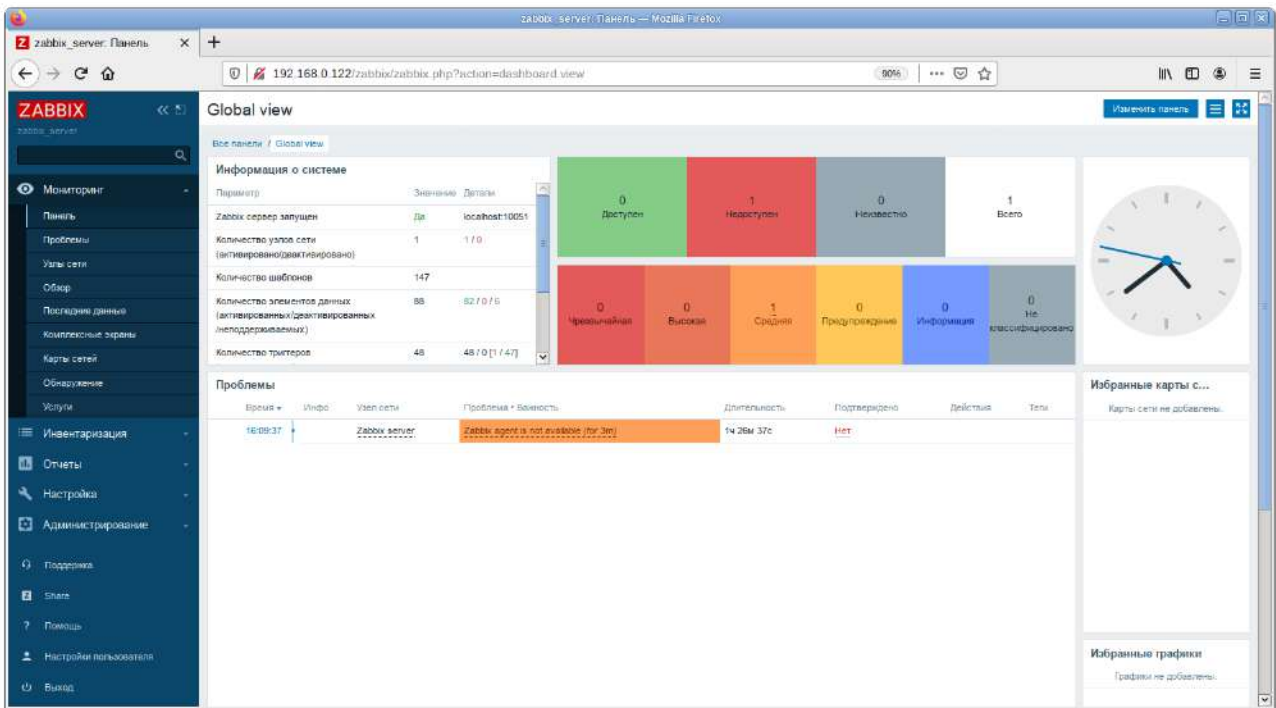 zabbix_server: Панель — Mozilla Firefox
zabbix_server: Панель
192.168.0.122/zabbix/zabbix.php?action=dashboard.view
90%
ZABBIX
zabbix_server
Global view
Изменить панель
Все панели / Global view
Мониторинг
Панель
Проблемы
Узлы сети
Обзор
Последние данные
Комплексные экраны
Карты сетей
Обнаружение
Услуги
Инвентаризация
Отчеты
Настройка
Администрирование
Поддержка
Share
Помощь
Настройки пользователя
Выход
Информация о системе
Параметр Значение Детали
Zabbix сервер запущен Да localhost:10051
Количество узлов сети 1 1 / 0
(активировано/деактивировано)
Количество шаблонов 147
Количество элементов данных 88 82 / 0 / 6
(активированных/деактивированных
/неподдерживаемых)
Количество триггеров 48 48 / 0 [1 / 47]
0 1 0 1
Доступен Недоступен Неизвестно Всего
0 0 1 0 0 0
Чрезвычайная Высокая Средняя Предупреждение Информация Не
классифицировано
Проблемы
Время Инфо Узел сети Проблема • Важность Длительность Подтверждено Действия Теги
16:09:37 Zabbix server Zabbix agent is not available (for 3m) 1ч 26м 37с Нет
Избранные карты с...
Карты сети не добавлены.
Избранные графики
Графики не добавлены.